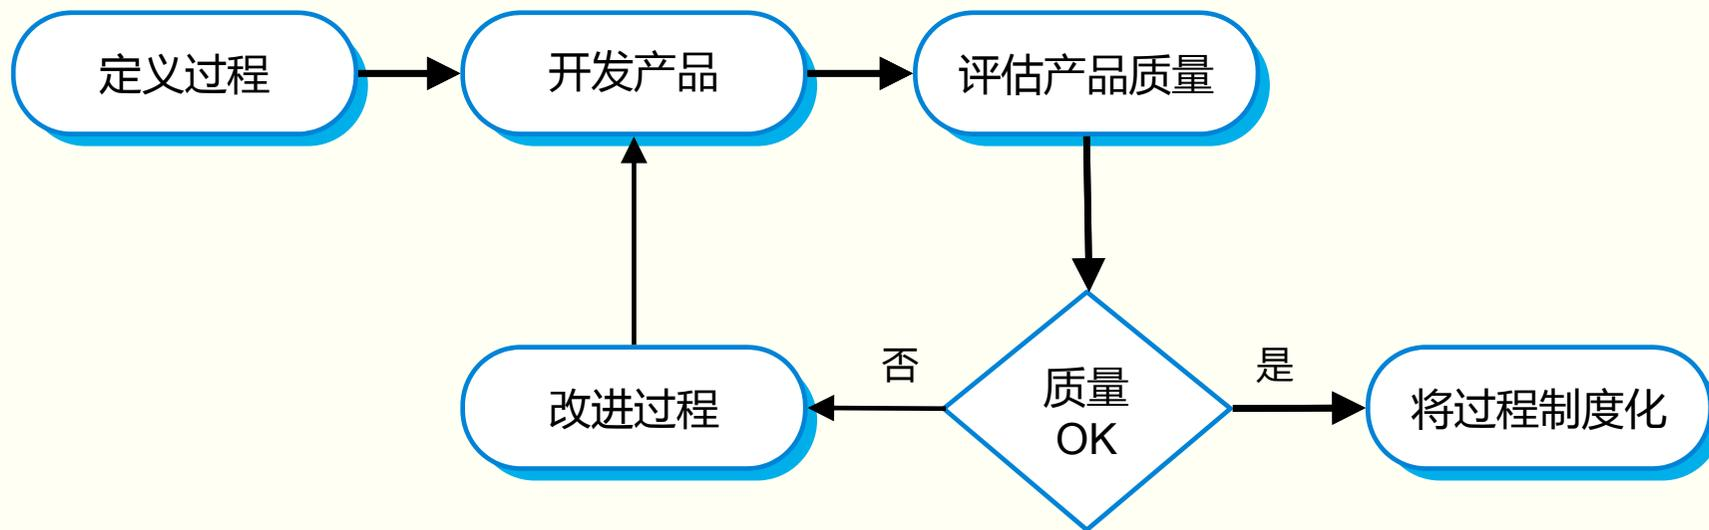 定义过程
开发产品
评估产品质量
否
是
改进过程
质量
OK
将过程制度化